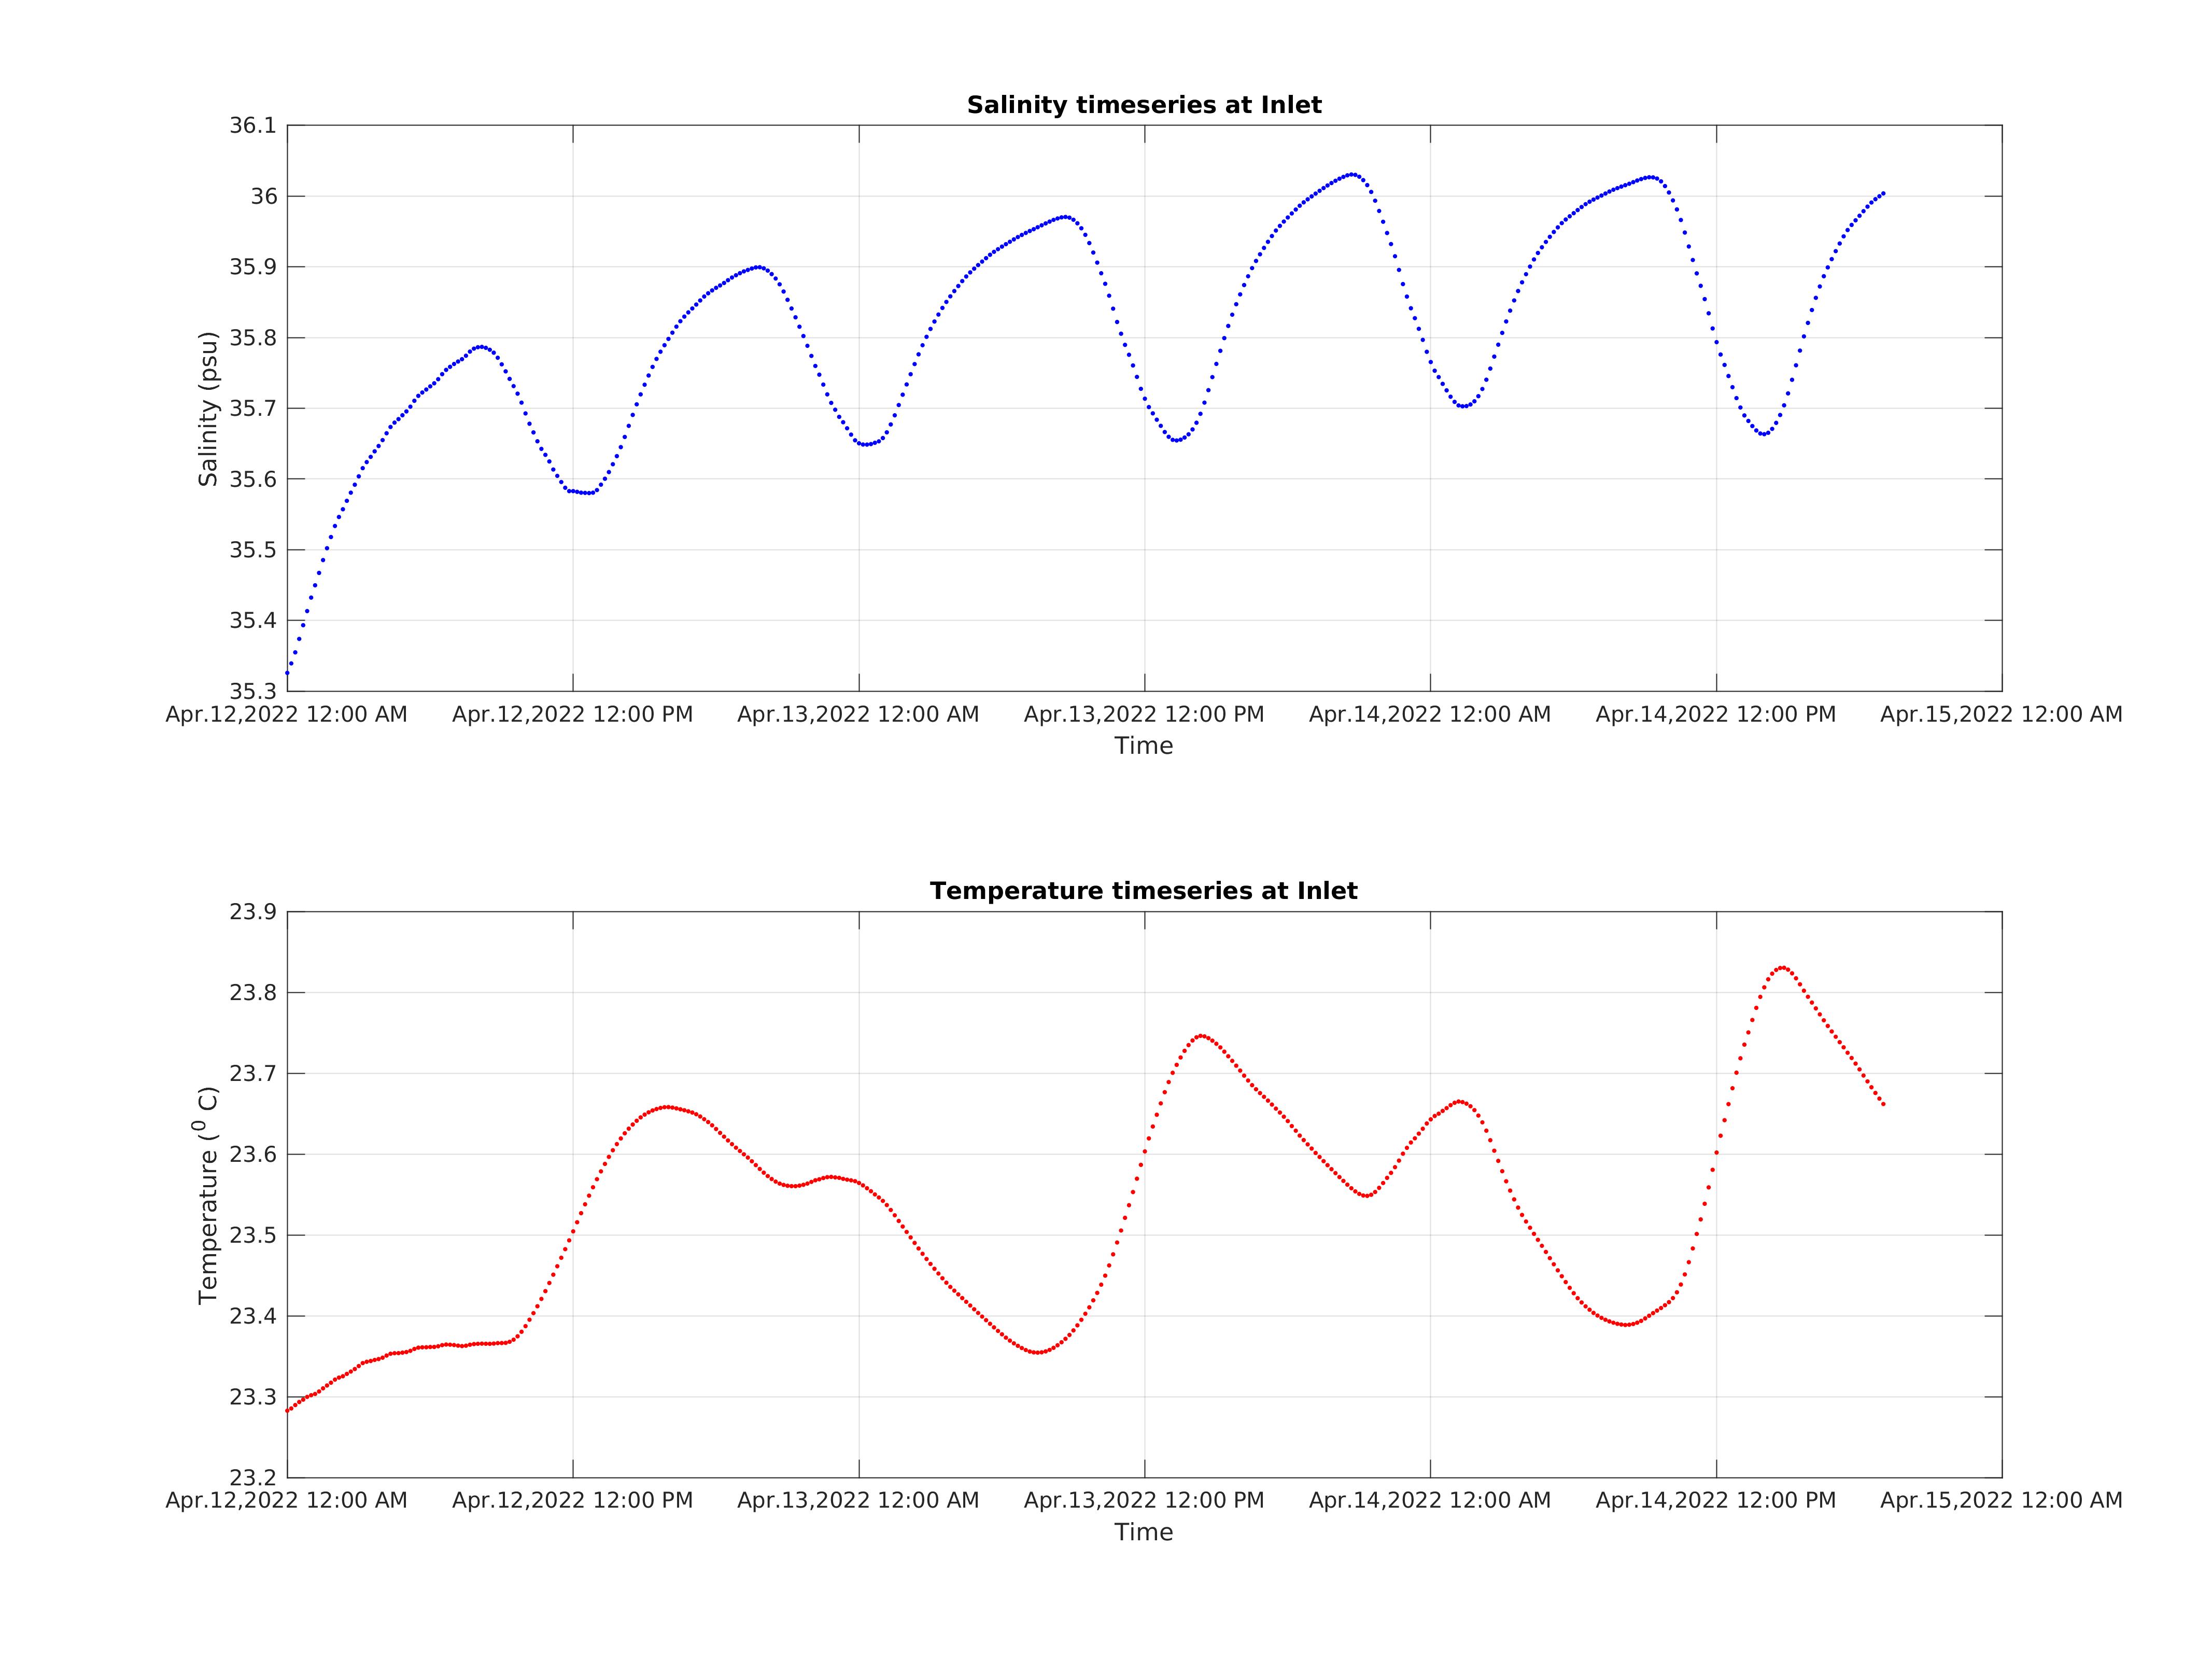 Salinity timeseries at Inlet
36.1
36
35.9
35.8
35.7
35.6
35.5
35.4
35.3
Salinity (psu)
Apr.12,2022 12:00 AM Apr.12,2022 12:00 PM Apr.13,2022 12:00 AM Apr.13,2022 12:00 PM Apr.14,2022 12:00 AM Apr.14,2022 12:00 PM Apr.15,2022 12:00 AM
Time
Temperature timeseries at Inlet
23.9
23.8
23.7
23.6
23.5
23.4
23.3
23.2
Temperature (⁰ C)
Apr.12,2022 12:00 AM Apr.12,2022 12:00 PM Apr.13,2022 12:00 AM Apr.13,2022 12:00 PM Apr.14,2022 12:00 AM Apr.14,2022 12:00 PM Apr.15,2022 12:00 AM
Time